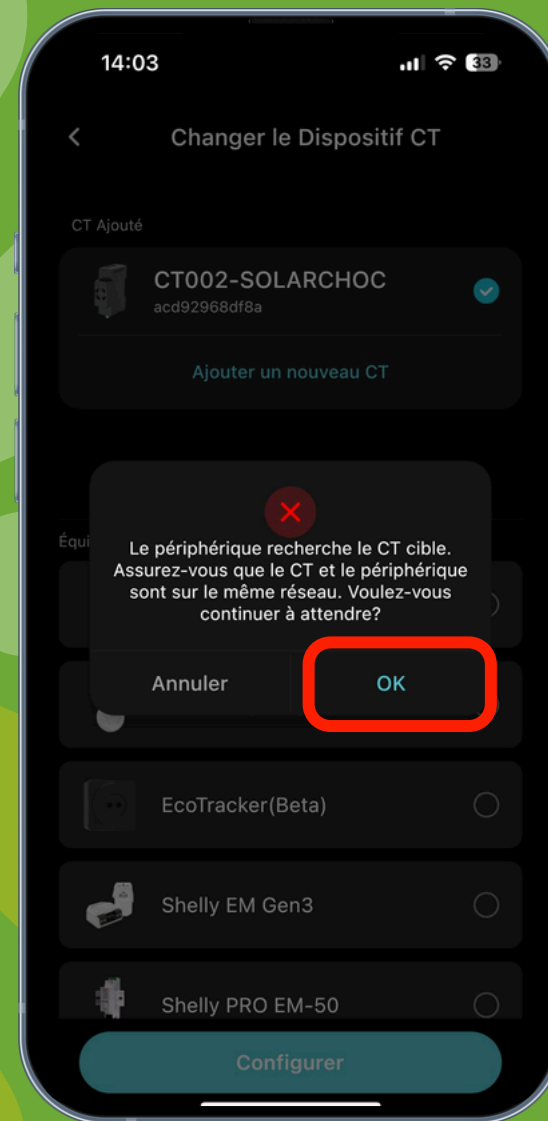 14:03
33
Changer le Dispositif CT
CT Ajouté
CT002-SOLARCHOC
acd92968df8a
Ajouter un nouveau CT
Équi
Le périphérique recherche le CT cible.
Assurez-vous que le CT et le périphérique
sont sur le même réseau. Voulez-vous
continuer à attendre?
Annuler
OK
EcoTracker(Beta)
Shelly EM Gen3
Shelly PRO EM-50
Configurer